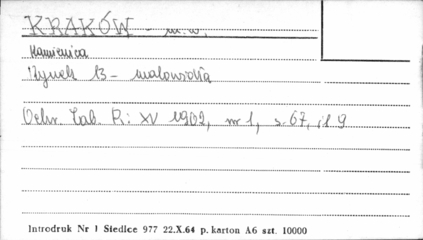 KRAKÓW - m. w.
Kamienica
Rynek 13 - malowidła
Ochr. Zab. R: XV 1962, nr 1, s. 67, il 9
Introdruk Nr 1 Siedlce 977 22.X.64 p. karton A6 szt. 10000